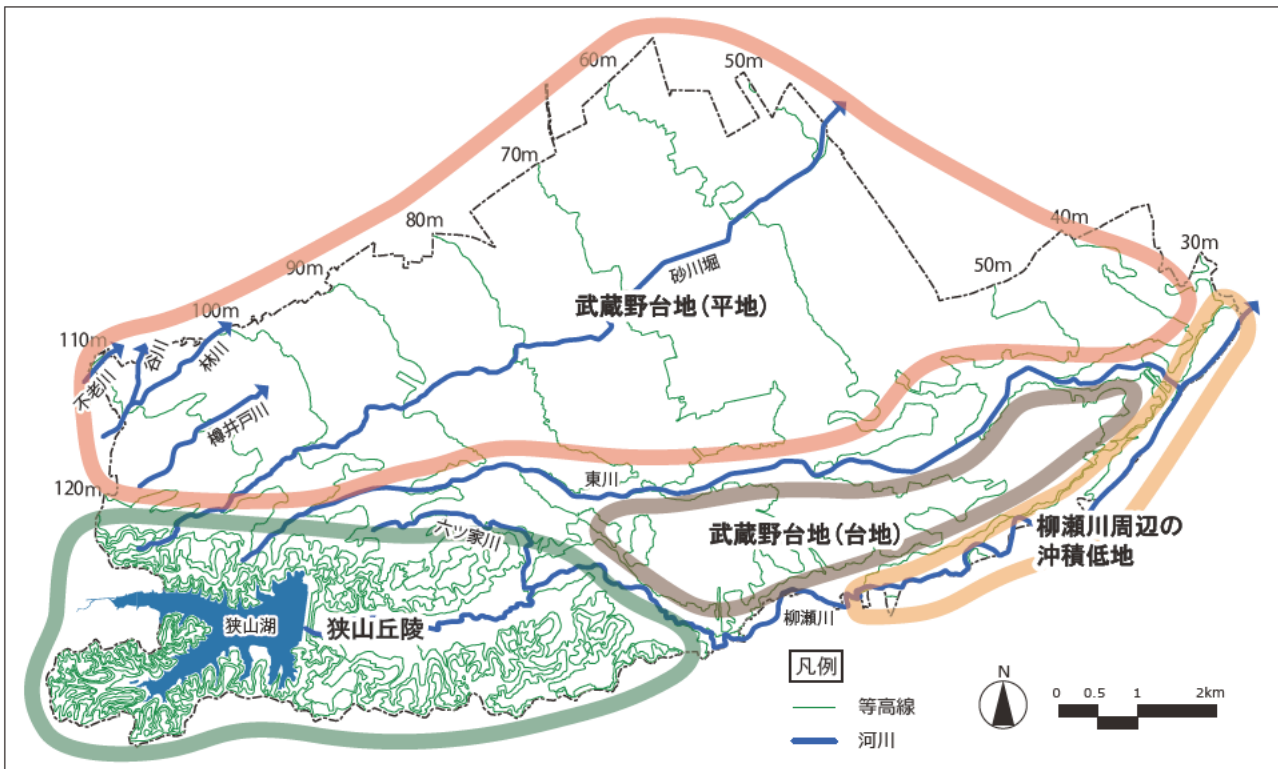 60m
50m
70m
80m
40m
30m
90m
50m
砂川堀
武蔵野台地(平地)
100m
110m
不老川
谷川
林川
樽井戸川
東川
120m
六ツ家川
武蔵野台地(台地)
柳瀬川周辺の
沖積低地
狭山湖
狭山丘陵
柳瀬川
凡例
等高線
河川
N
0 0.5 1 2km